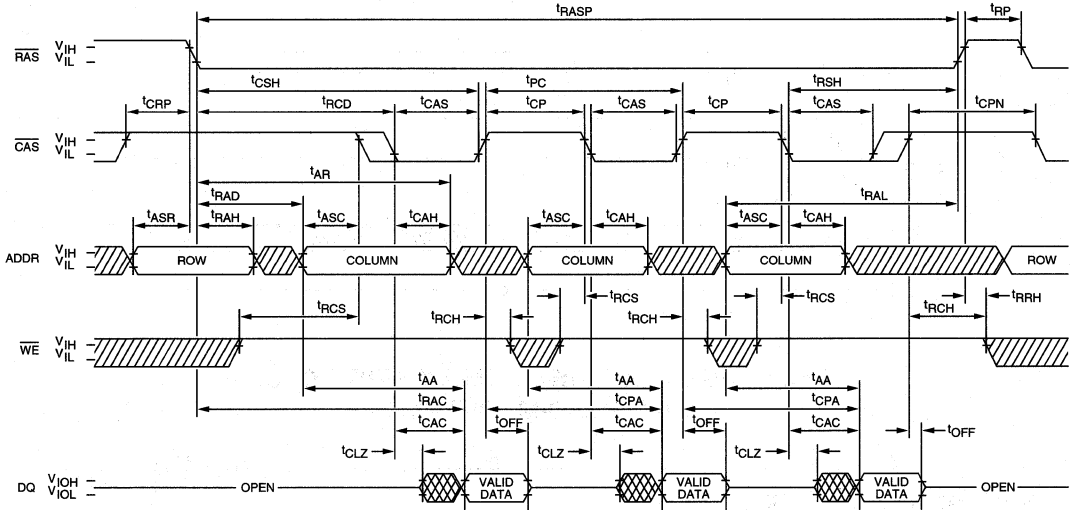 tRASP tRP
RAS VIH
VIL
tCSH tPC tRSH
tCRP tRCD tCAS tCP tCAS tCP tCAS tCPN
CAS VIH
VIL
tAR
tRAD tRAL
tASR tRAH tASC tCAH tASC tCAH tASC tCAH
ADDR VIH
VIL
ROW COLUMN COLUMN COLUMN ROW
tRCS tRCH tRCS tRCH tRCS tRCH tRRH
WE VIH
VIL
tAA tAA tAA
tRAC tCPA tCPA
tCAC tOFF tCAC tOFF tCAC tOFF
tCLZ tCLZ tCLZ
DQ VIOH
VIOL
OPEN VALID DATA VALID DATA VALID DATA OPEN